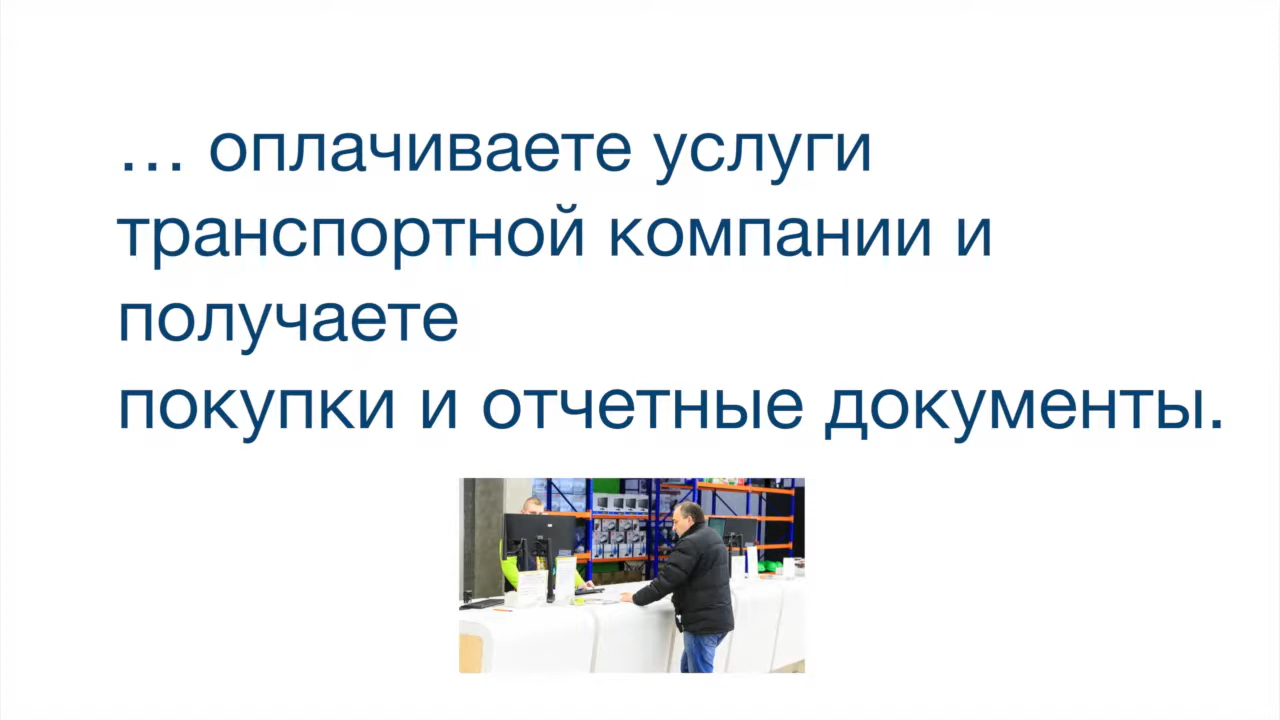 … оплачиваете услуги
транспортной компании и
получаете
покупки и отчетные документы.